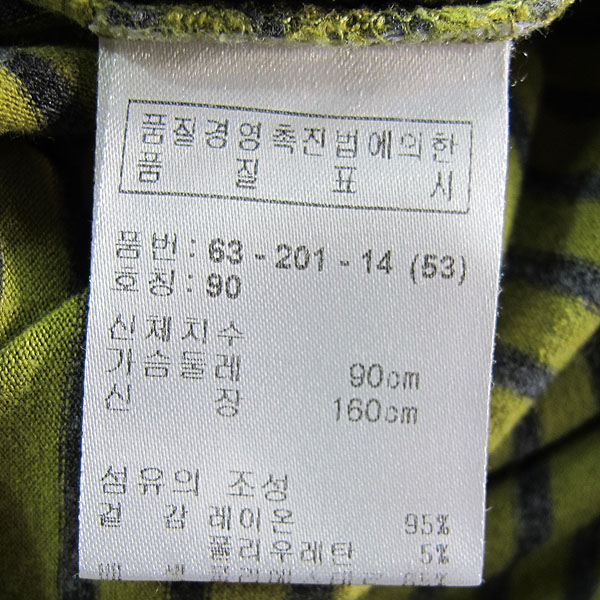 품질경영촉진법에의한
품 질 표 시
품번 : 63 - 201 - 14 (53)
호칭 : 90
신체치수
가슴둘레 90cm
신 장 160cm
섬유의 조성
겉 감 레이온 95%
폴리우레탄 5%